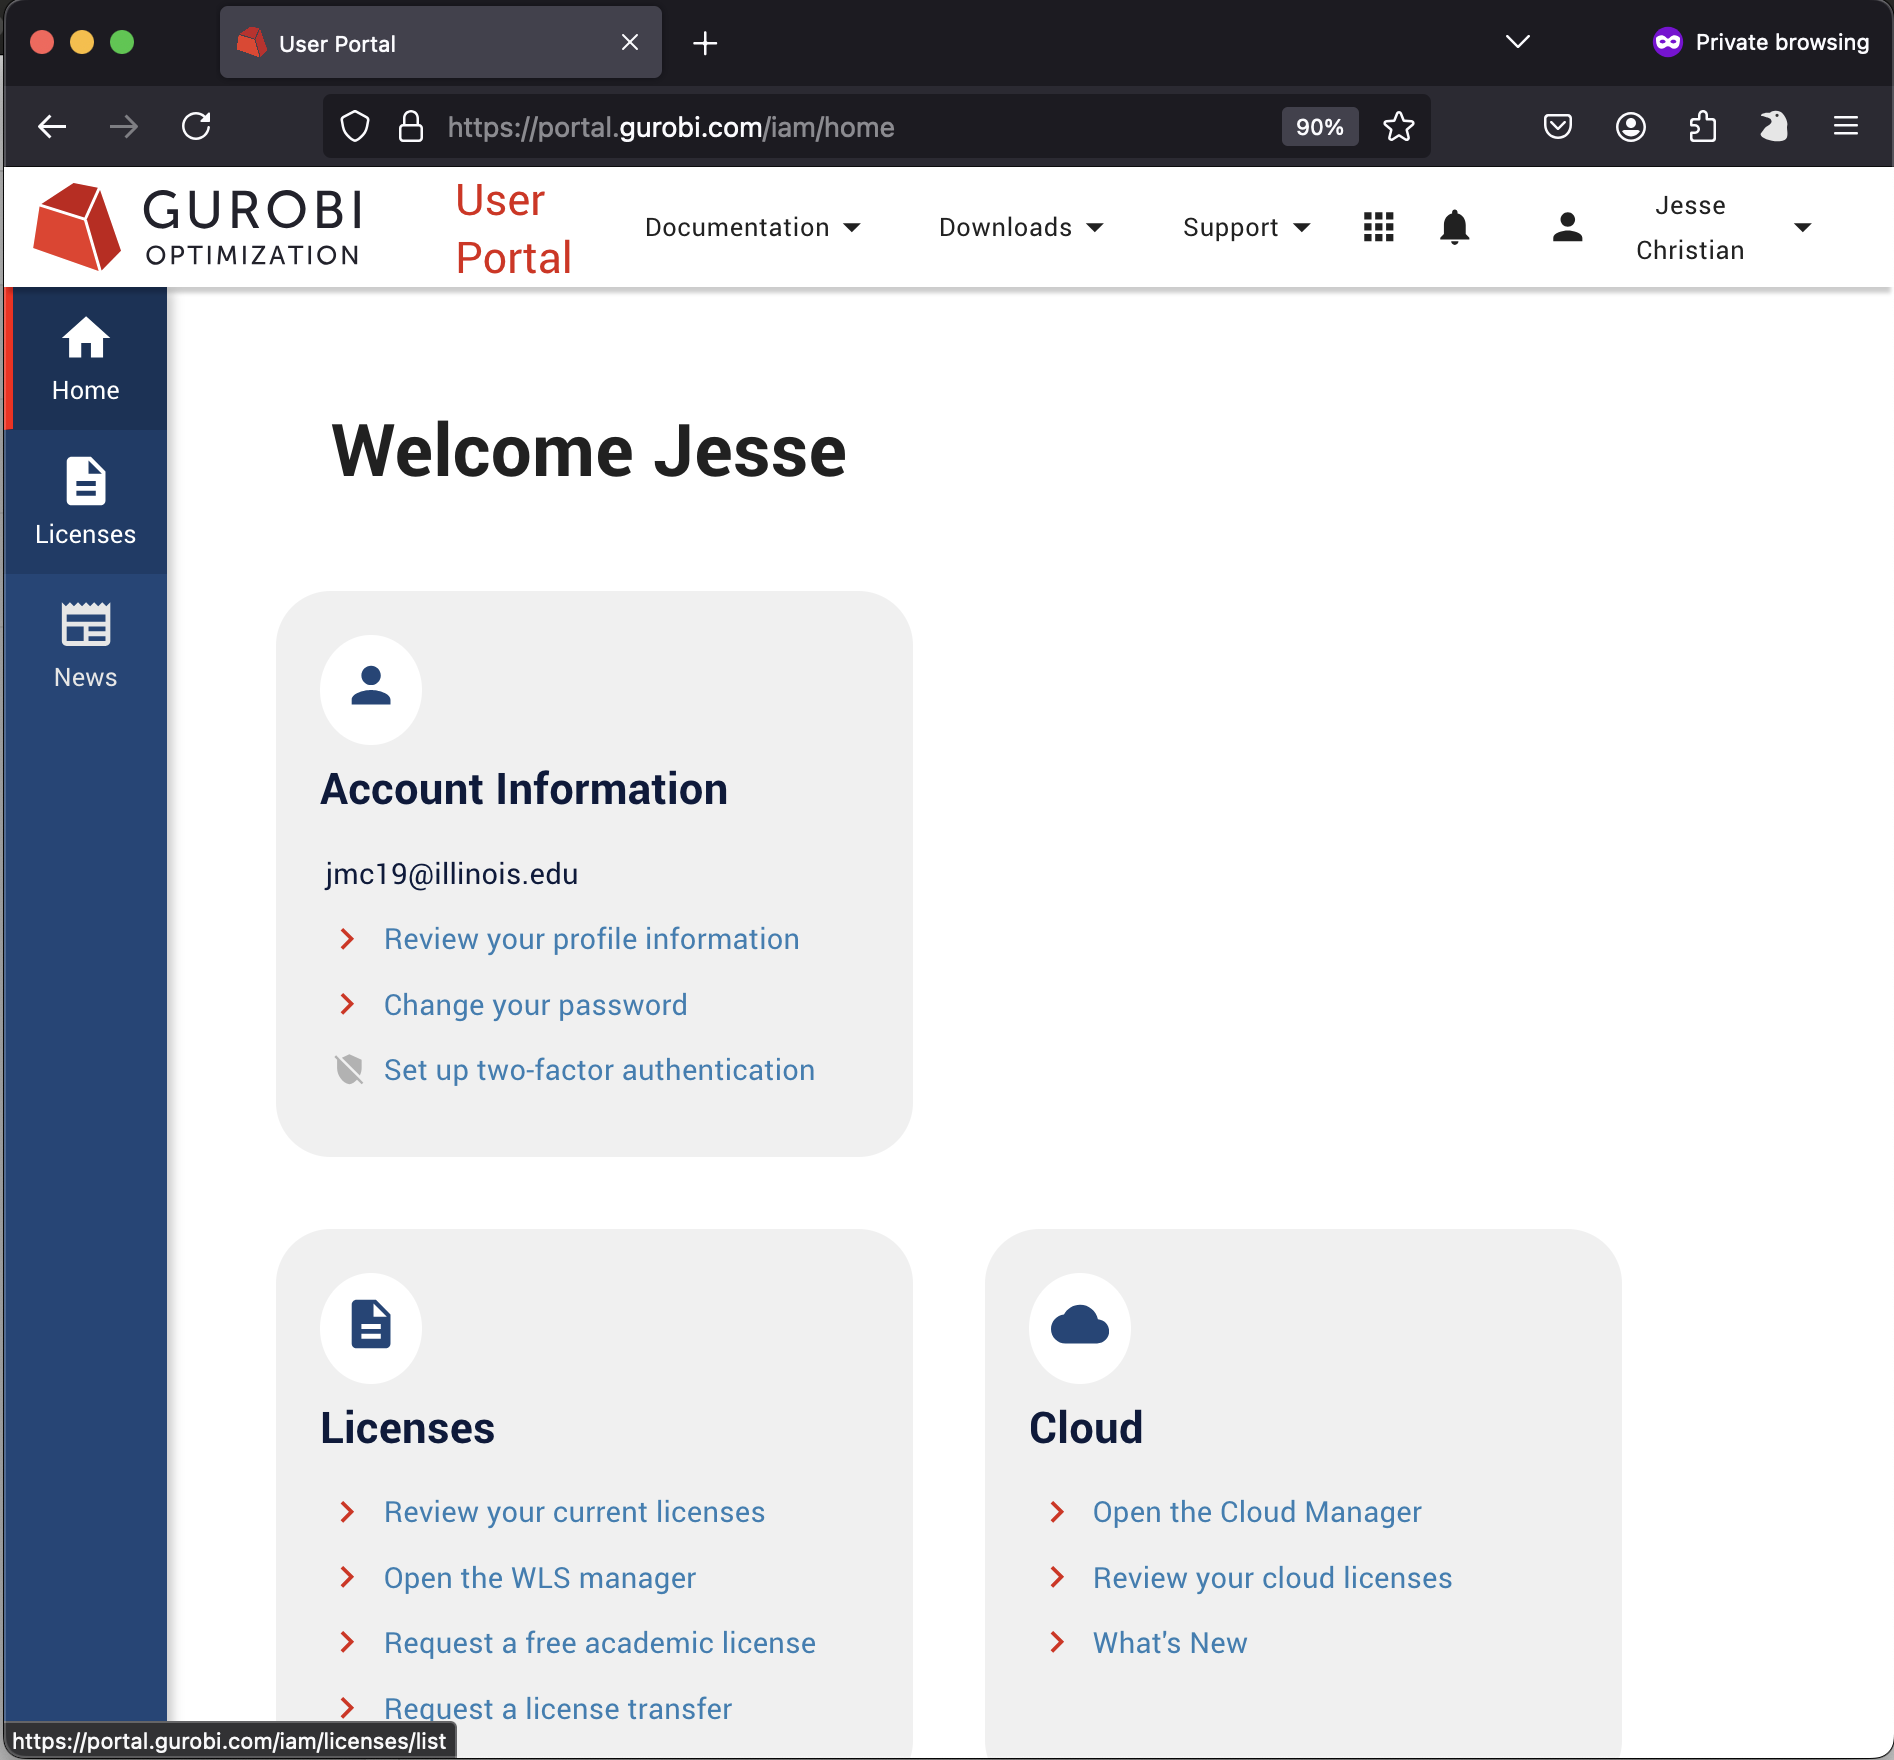 User Portal
Private browsing
https://portal.gurobi.com/iam/home
90%
GUROBI
OPTIMIZATION
User
Portal
Documentation
Downloads
Support
Jesse
Christian
Home
Licenses
News
Welcome Jesse
Account Information
jmc19@illinois.edu
Review your profile information
Change your password
Set up two-factor authentication
Licenses
Review your current licenses
Open the WLS manager
Request a free academic license
Request a license transfer
Cloud
Open the Cloud Manager
Review your cloud licenses
What's New
https://portal.gurobi.com/iam/licenses/list